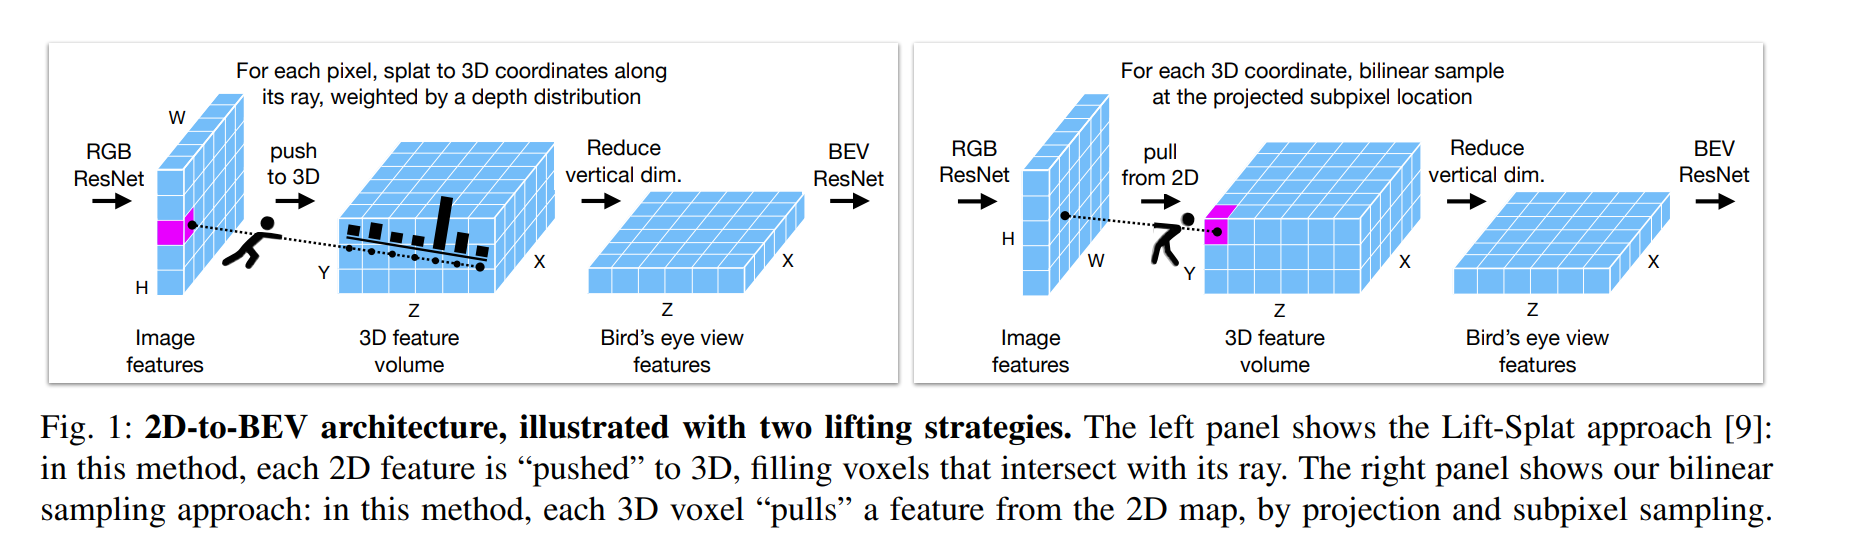 For each pixel, splat to 3D coordinates along
its ray, weighted by a depth distribution
W
RGB
ResNet
push
to 3D
Reduce
vertical dim.
BEV
ResNet
H
Y
Z
X
Z
X
Image
features
3D feature
volume
Bird's eye view
features
For each 3D coordinate, bilinear sample
at the projected subpixel location
RGB
ResNet
pull
from 2D
Reduce
vertical dim.
BEV
ResNet
H
W
Y
Z
X
Z
X
Image
features
3D feature
volume
Bird's eye view
features
Fig. 1: 2D-to-BEV architecture, illustrated with two lifting strategies. The left panel shows the Lift-Splat approach [9]:
in this method, each 2D feature is “pushed” to 3D, filling voxels that intersect with its ray. The right panel shows our bilinear
sampling approach: in this method, each 3D voxel “pulls” a feature from the 2D map, by projection and subpixel sampling.